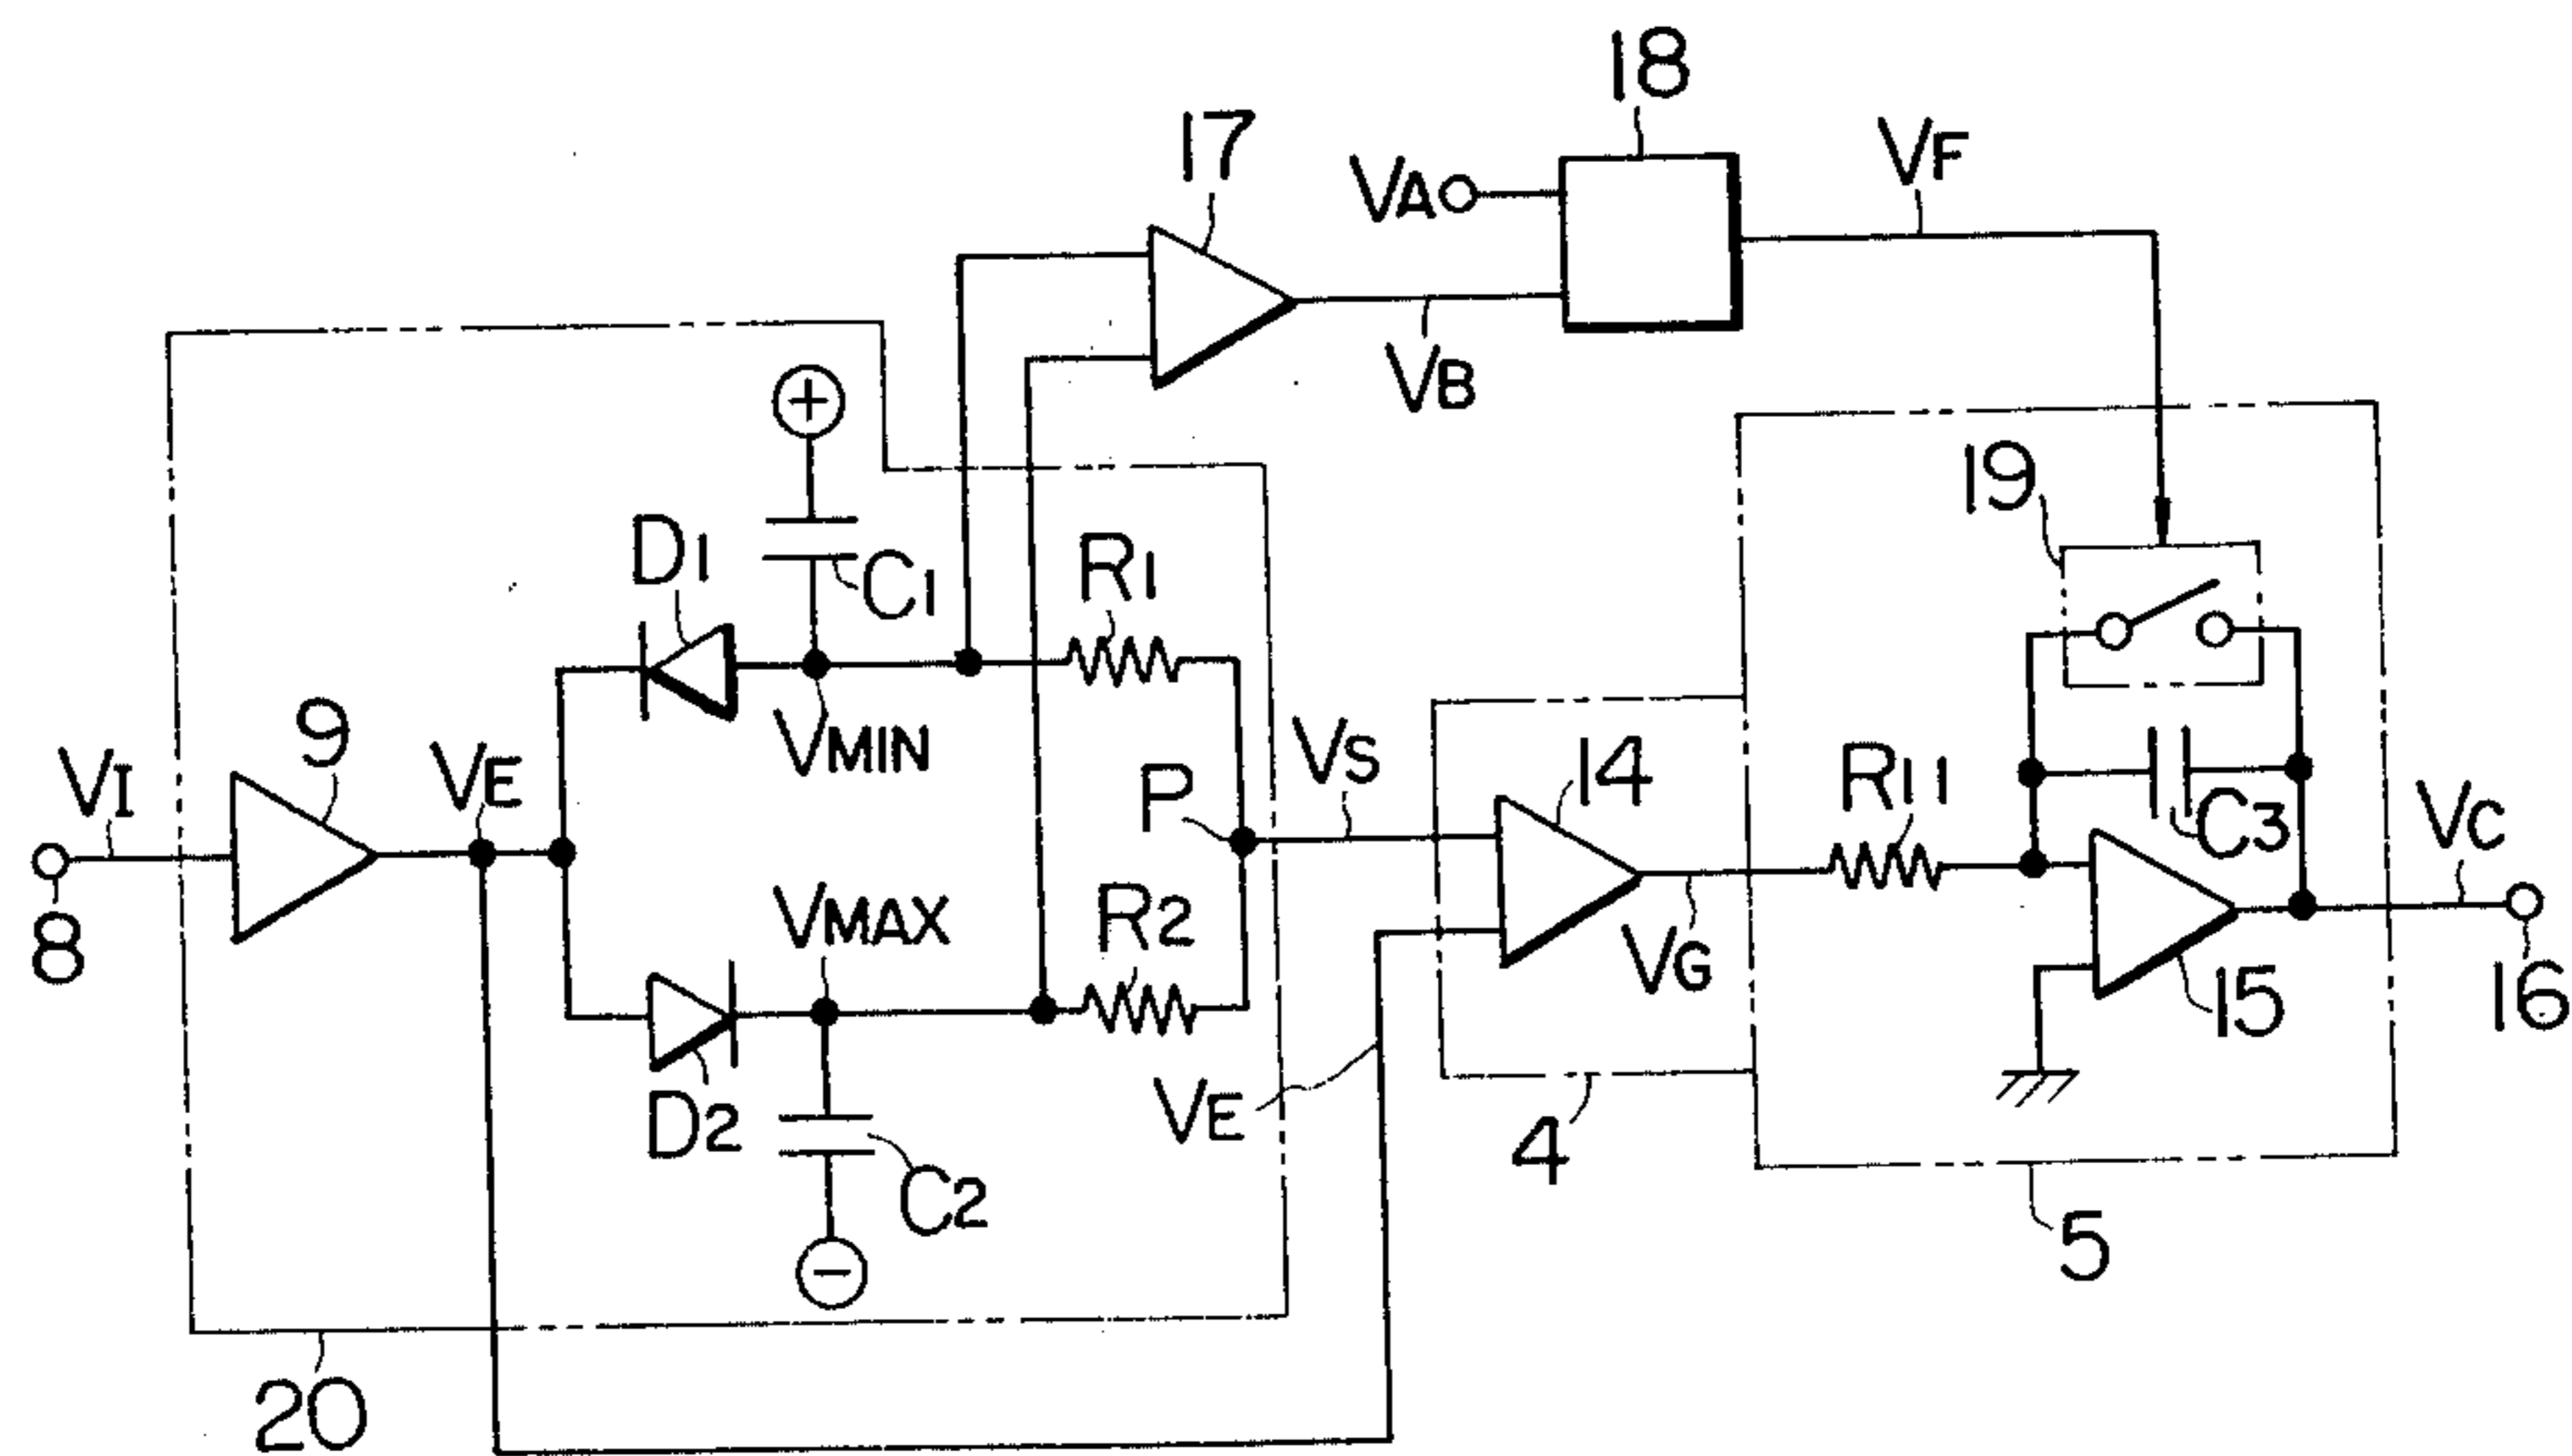 18
17
VA
VF
VB
+
19
D1
C1
R1
VMIN
9
VI
VE
P
VS
14
R11
C3
VC
8
VMAX
R2
VG
15
16
D2
VE
4
C2
5
−
20